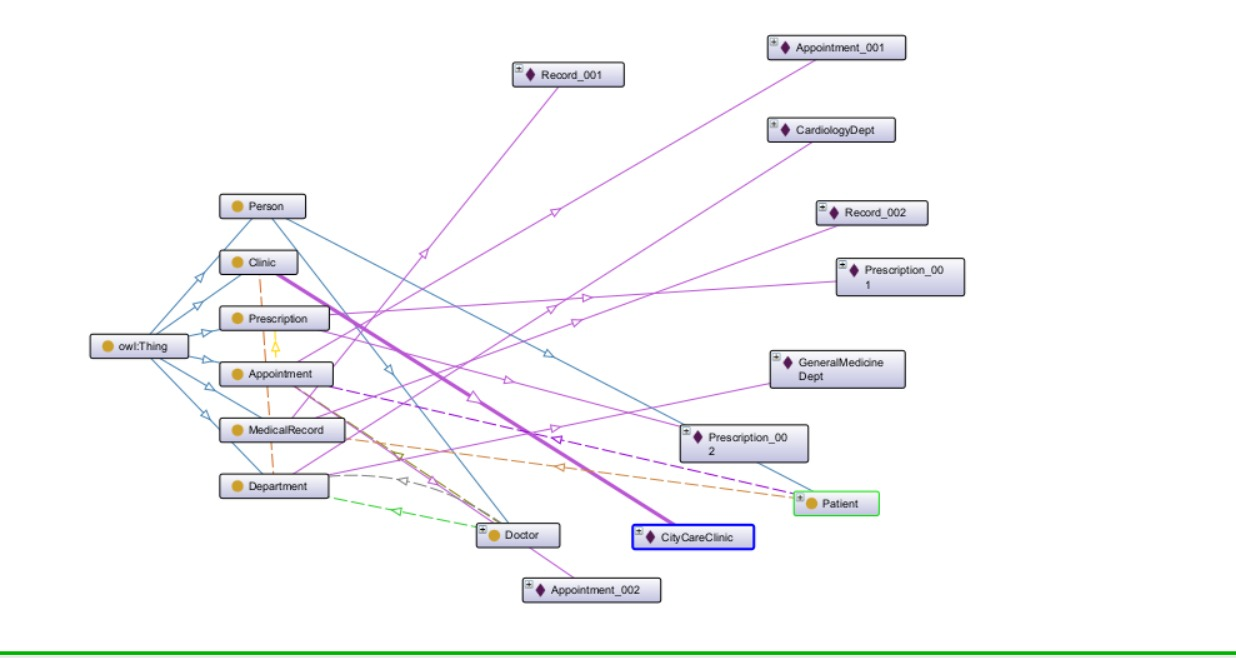 Appointment_001
Record_001
CardiologyDept
Person
Record_002
Clinic
Prescription_00
1
Prescription
owl:Thing
GeneralMedicine
Dept
Appointment
MedicalRecord
Prescription_00
2
Department
Patient
Doctor
CityCareClinic
Appointment_002